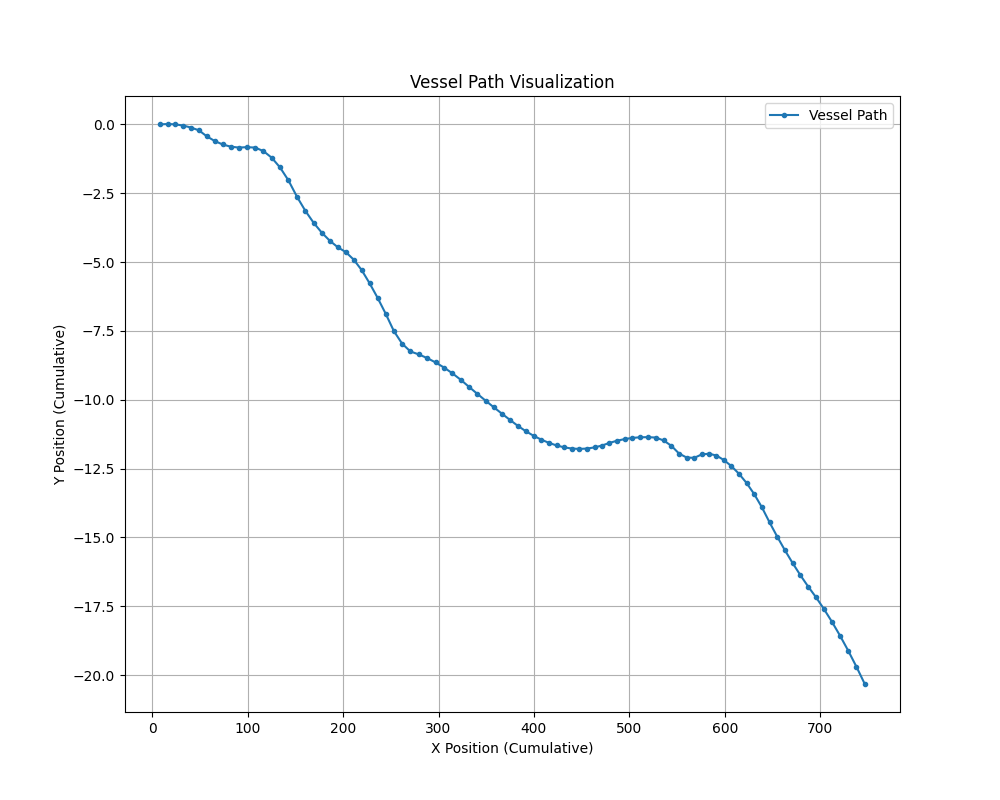 Vessel Path Visualization
Vessel Path
0.0
−2.5
−5.0
−7.5
−10.0
−12.5
−15.0
−17.5
−20.0
Y Position (Cumulative)
0 100 200 300 400 500 600 700
X Position (Cumulative)